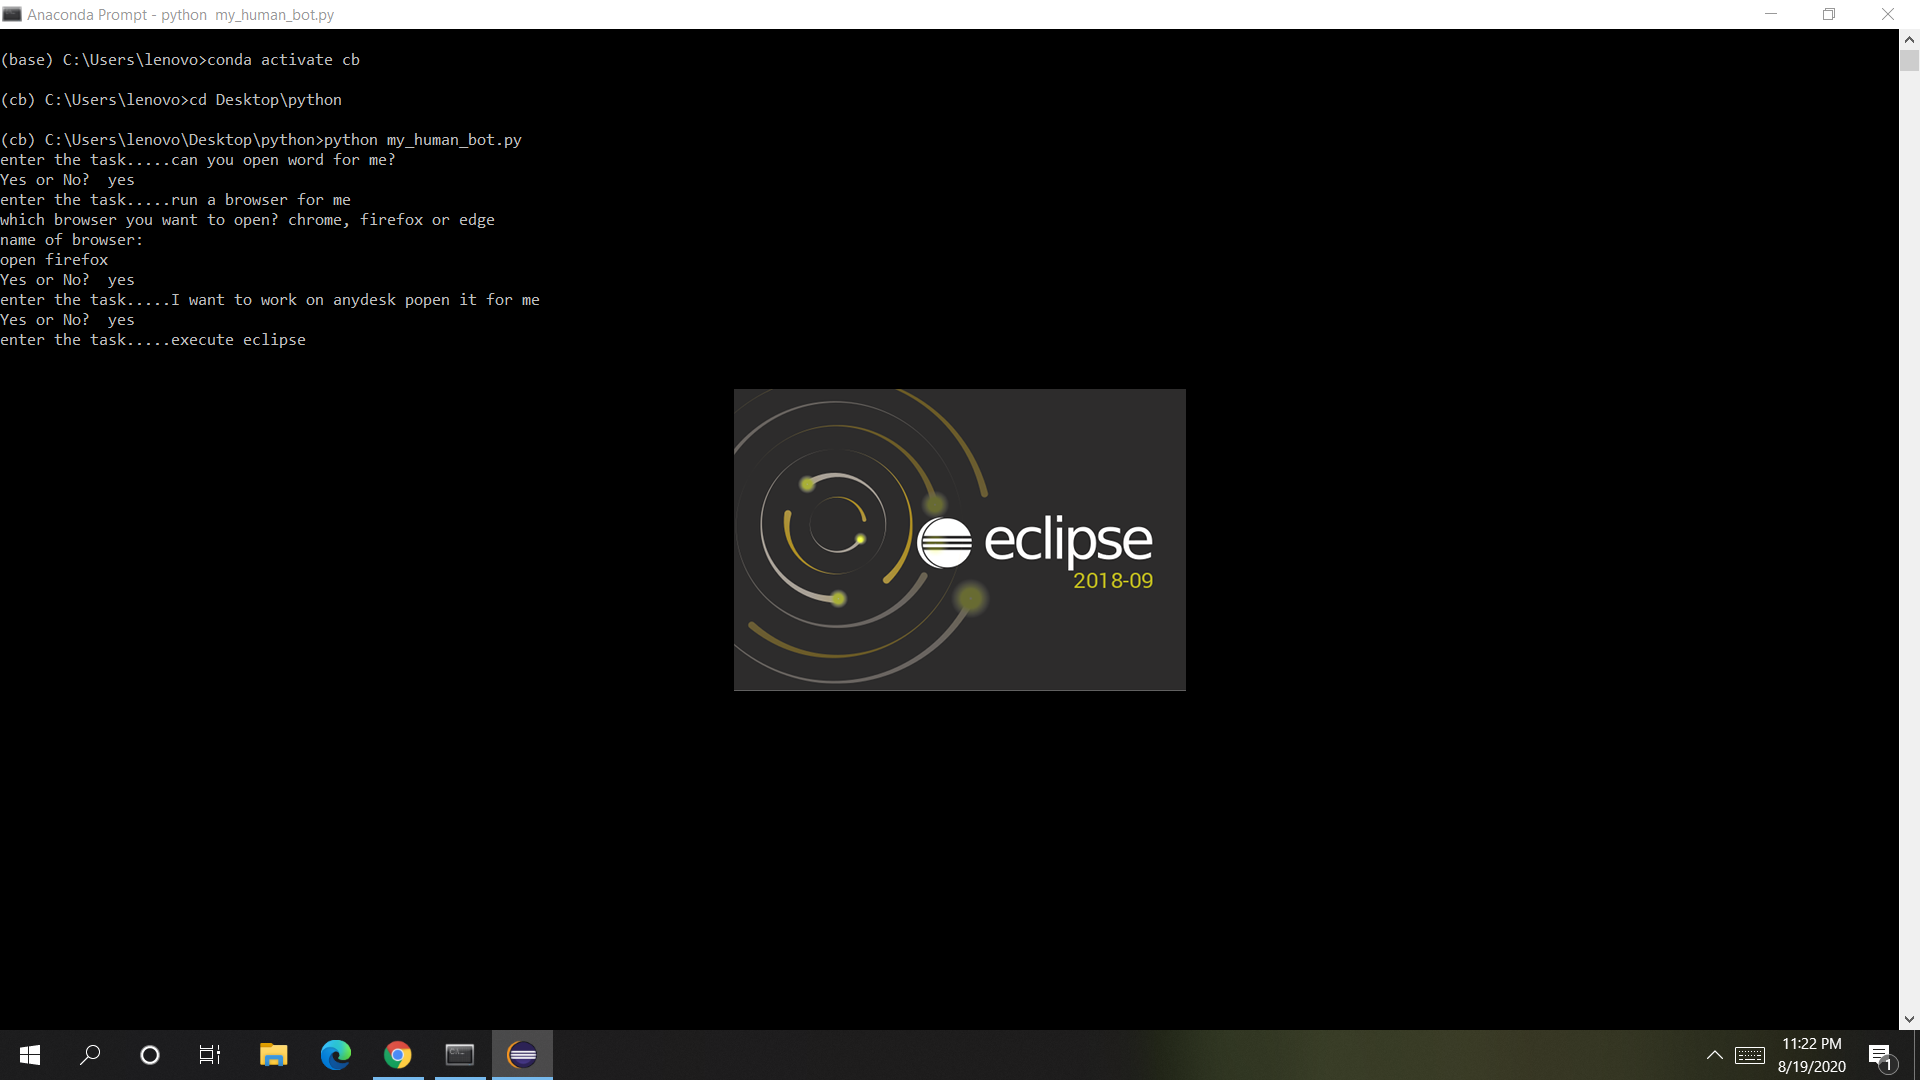 Anaconda Prompt - python  my_human_bot.py
(base) C:\Users\lenovo>conda activate cb
(cb) C:\Users\lenovo>cd Desktop\python
(cb) C:\Users\lenovo\Desktop\python>python my_human_bot.py
enter the task.....can you open word for me?
Yes or No?  yes
enter the task.....run a browser for me
which browser you want to open? chrome, firefox or edge
name of browser:
open firefox
Yes or No?  yes
enter the task.....I want to work on anydesk popen it for me
Yes or No?  yes
enter the task.....execute eclipse
eclipse
2018-09
11:22 PM
8/19/2020
1